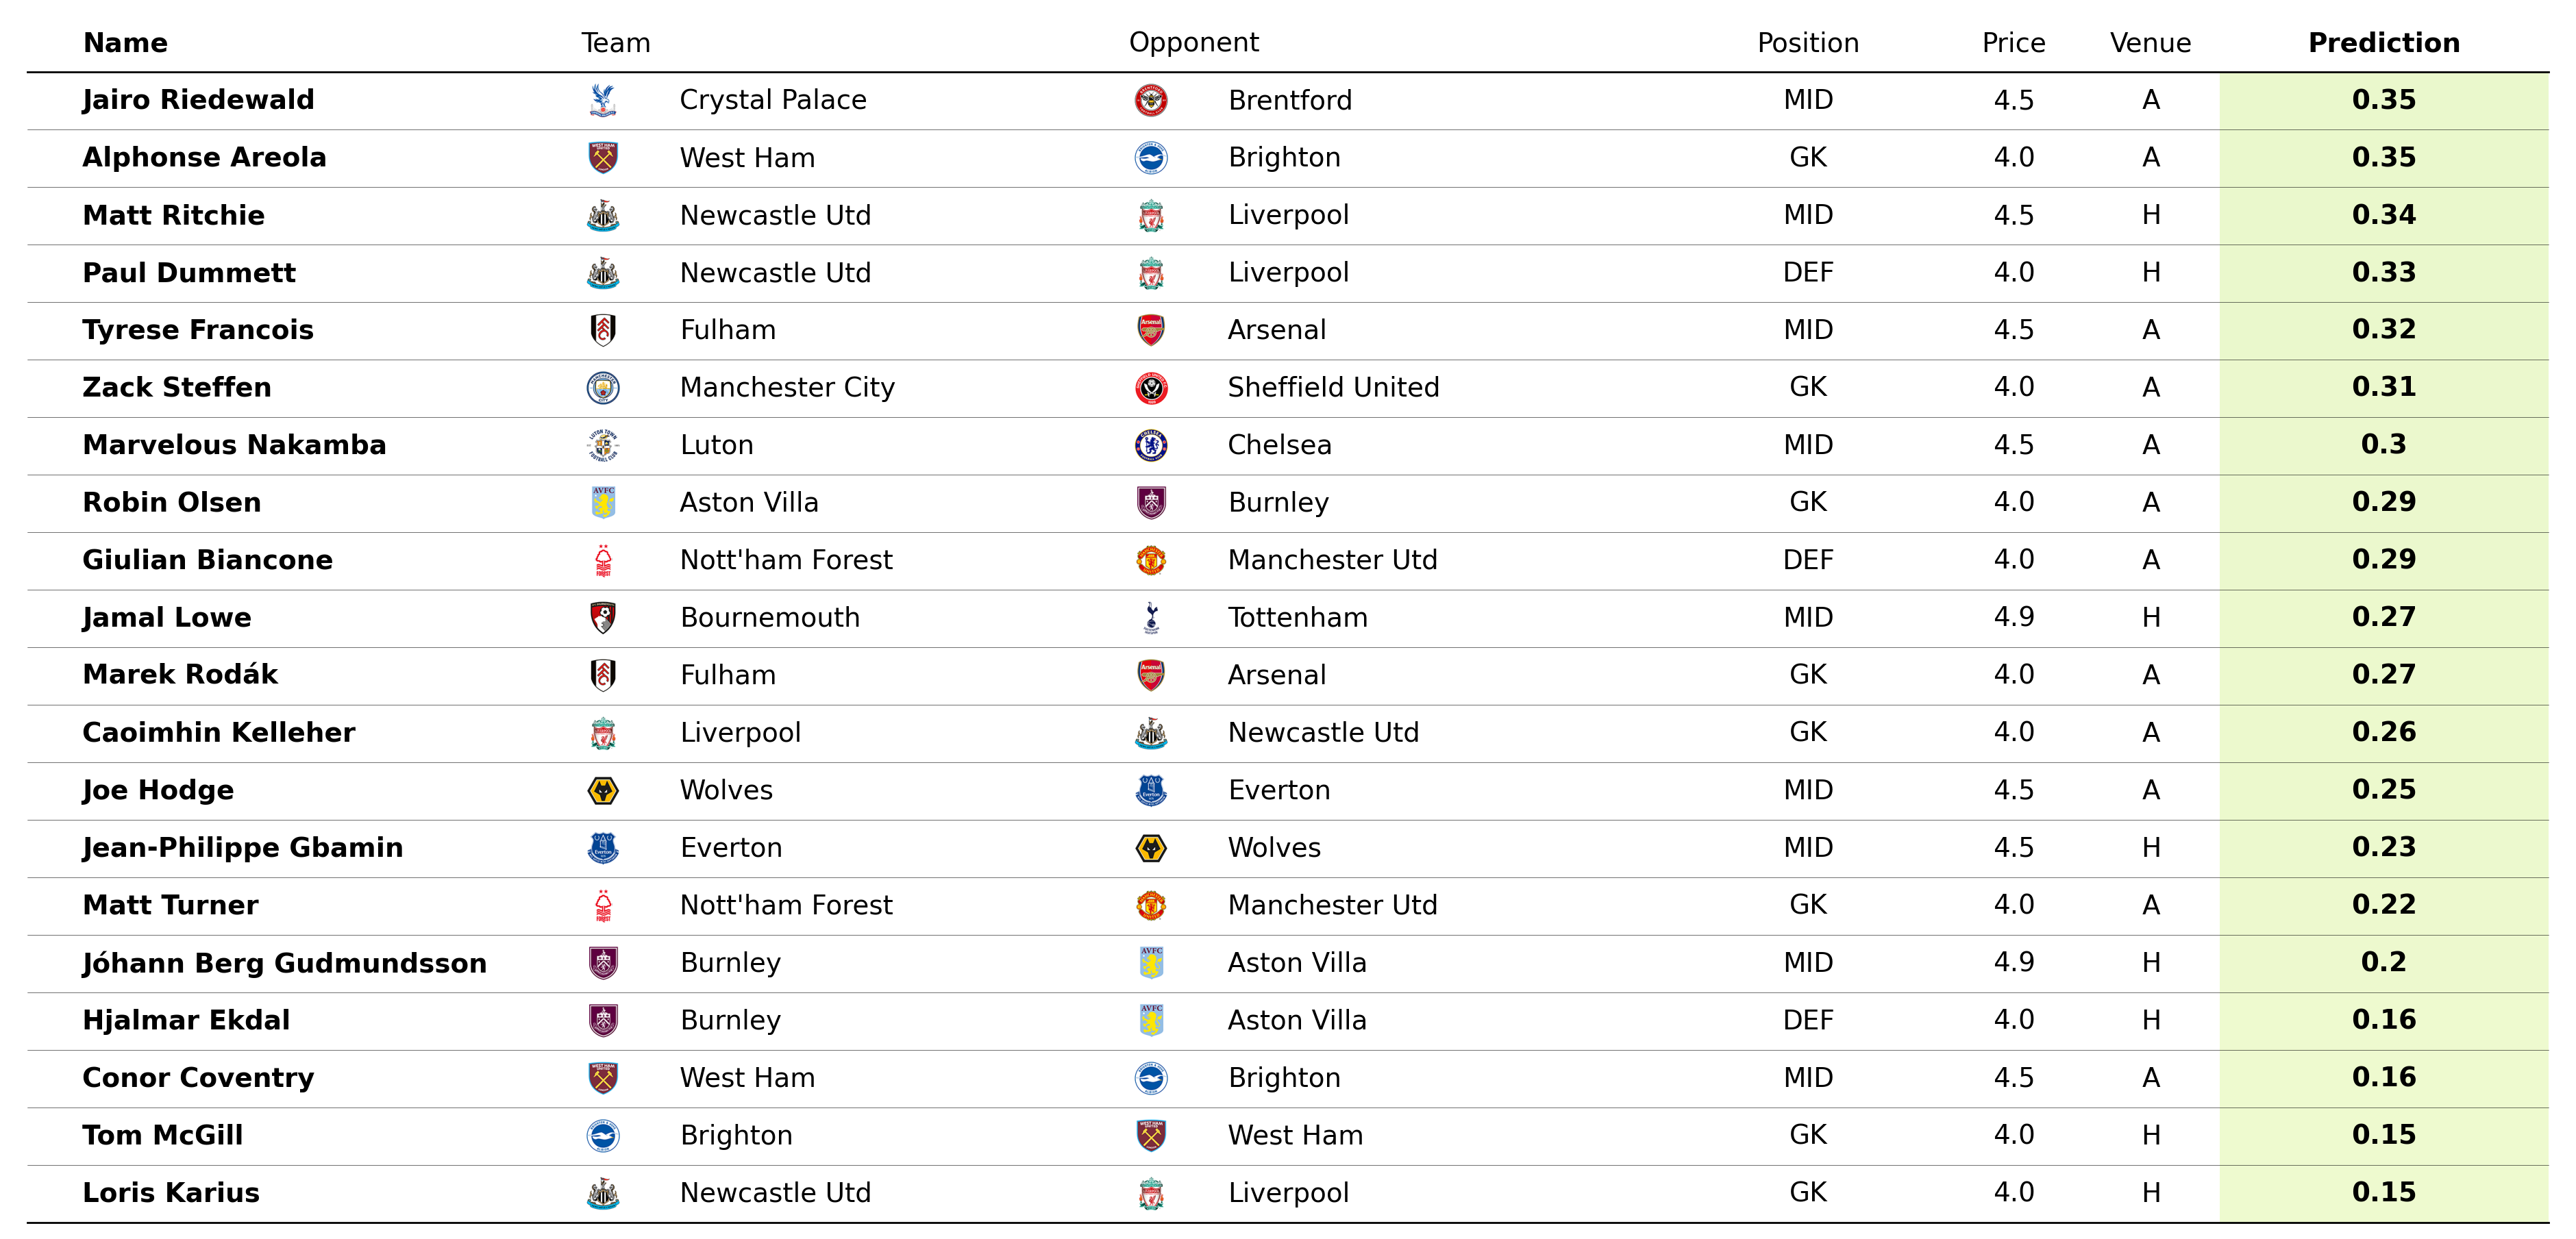 Name Team Opponent Position Price Venue Prediction
Jairo Riedewald Crystal Palace Brentford MID 4.5 A 0.35
Alphonse Areola West Ham Brighton GK 4.0 A 0.35
Matt Ritchie Newcastle Utd Liverpool MID 4.5 H 0.34
Paul Dummett Newcastle Utd Liverpool DEF 4.0 H 0.33
Tyrese Francois Fulham Arsenal MID 4.5 A 0.32
Zack Steffen Manchester City Sheffield United GK 4.0 A 0.31
Marvelous Nakamba Luton Chelsea MID 4.5 A 0.3
Robin Olsen Aston Villa Burnley GK 4.0 A 0.29
Giulian Biancone Nott'ham Forest Manchester Utd DEF 4.0 A 0.29
Jamal Lowe Bournemouth Tottenham MID 4.9 H 0.27
Marek Rodák Fulham Arsenal GK 4.0 A 0.27
Caoimhin Kelleher Liverpool Newcastle Utd GK 4.0 A 0.26
Joe Hodge Wolves Everton MID 4.5 A 0.25
Jean-Philippe Gbamin Everton Wolves MID 4.5 H 0.23
Matt Turner Nott'ham Forest Manchester Utd GK 4.0 A 0.22
Jóhann Berg Gudmundsson Burnley Aston Villa MID 4.9 H 0.2
Hjalmar Ekdal Burnley Aston Villa DEF 4.0 H 0.16
Conor Coventry West Ham Brighton MID 4.5 A 0.16
Tom McGill Brighton West Ham GK 4.0 H 0.15
Loris Karius Newcastle Utd Liverpool GK 4.0 H 0.15